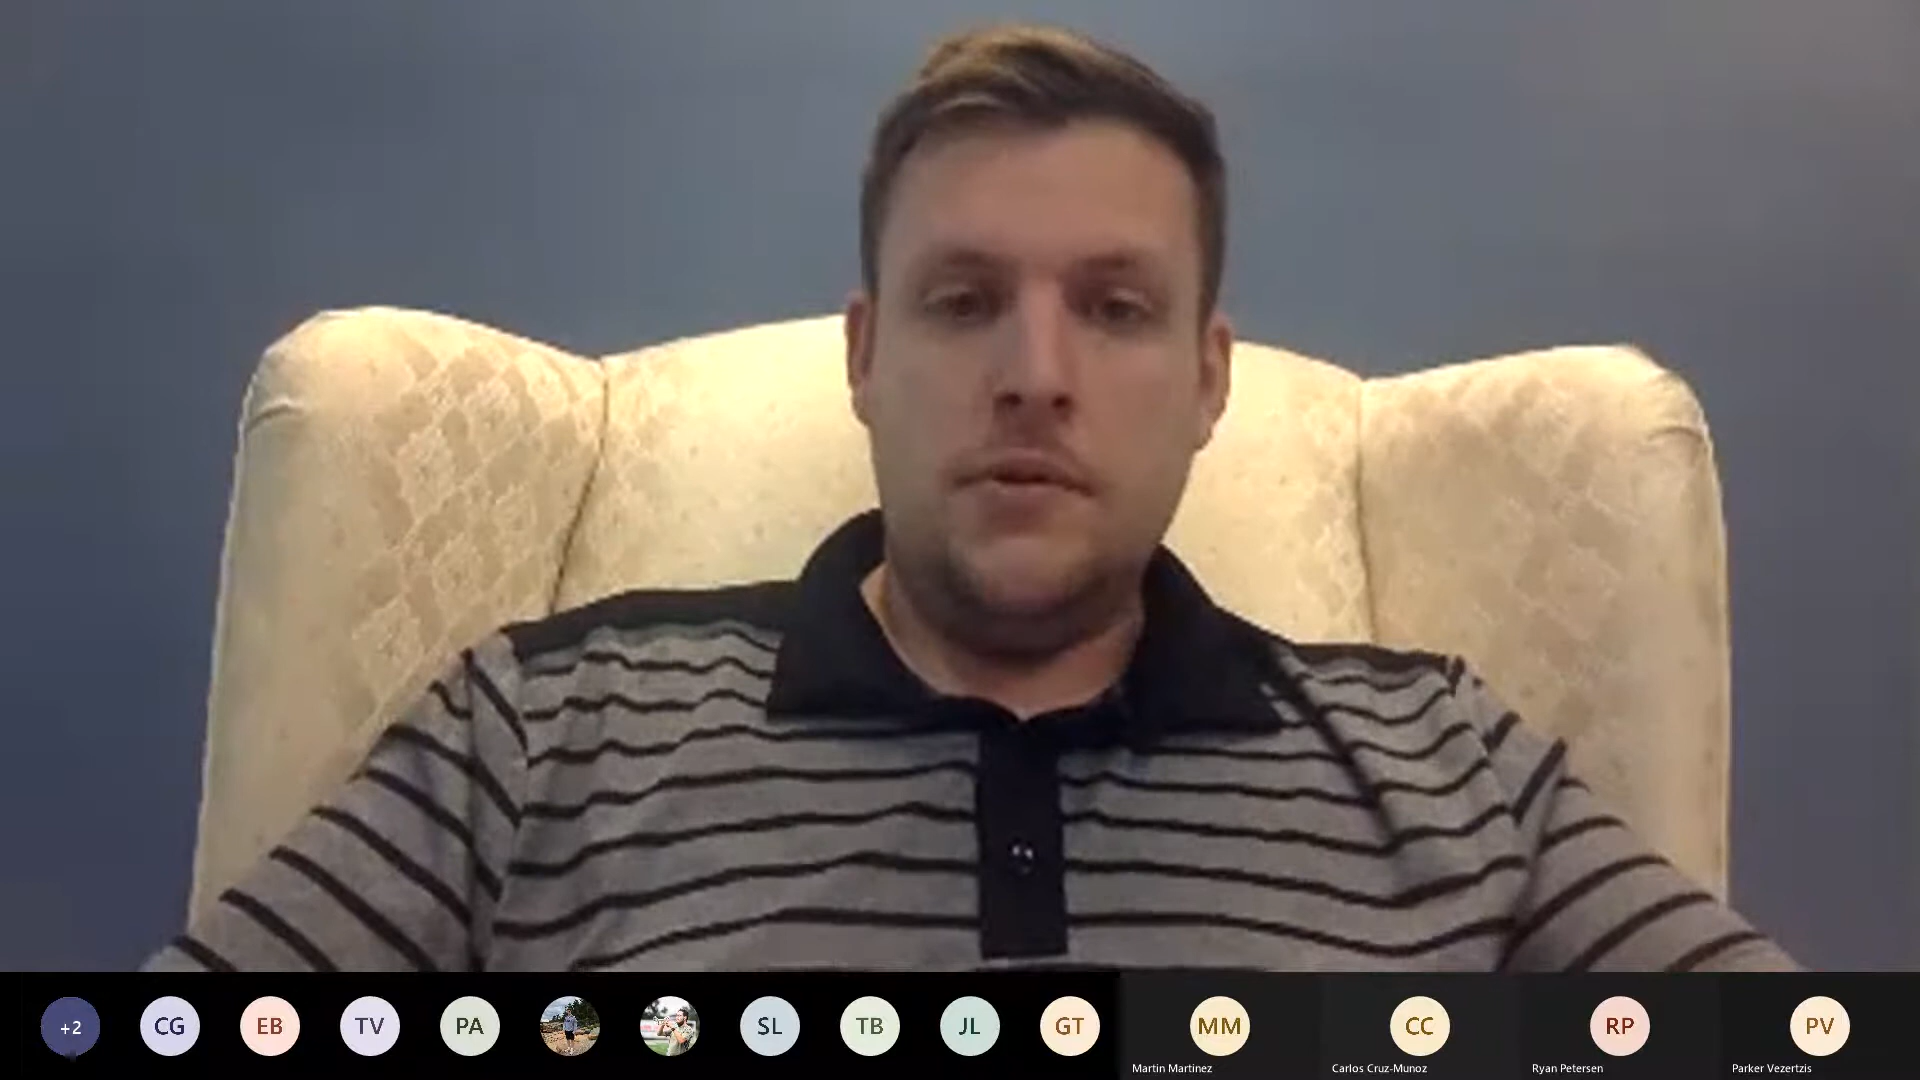 +2
CG
EB
TV
PA
SL
TB
JL
GT
MM
CC
RP
PV
Martin Martinez
Carlos Cruz-Munoz
Ryan Petersen
Parker Vezertzis